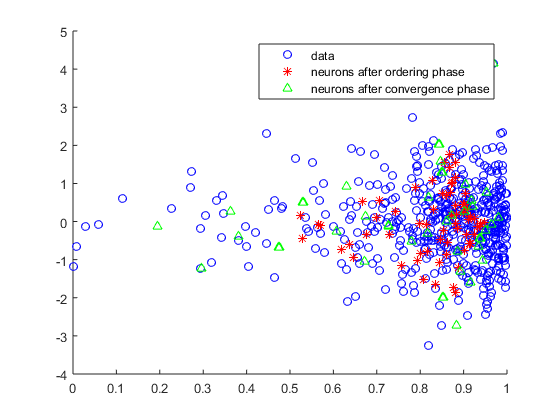 5
4
3
2
1
0
-1
-2
-3
-4
data
neurons after ordering phase
neurons after convergence phase
0 0.1 0.2 0.3 0.4 0.5 0.6 0.7 0.8 0.9 1